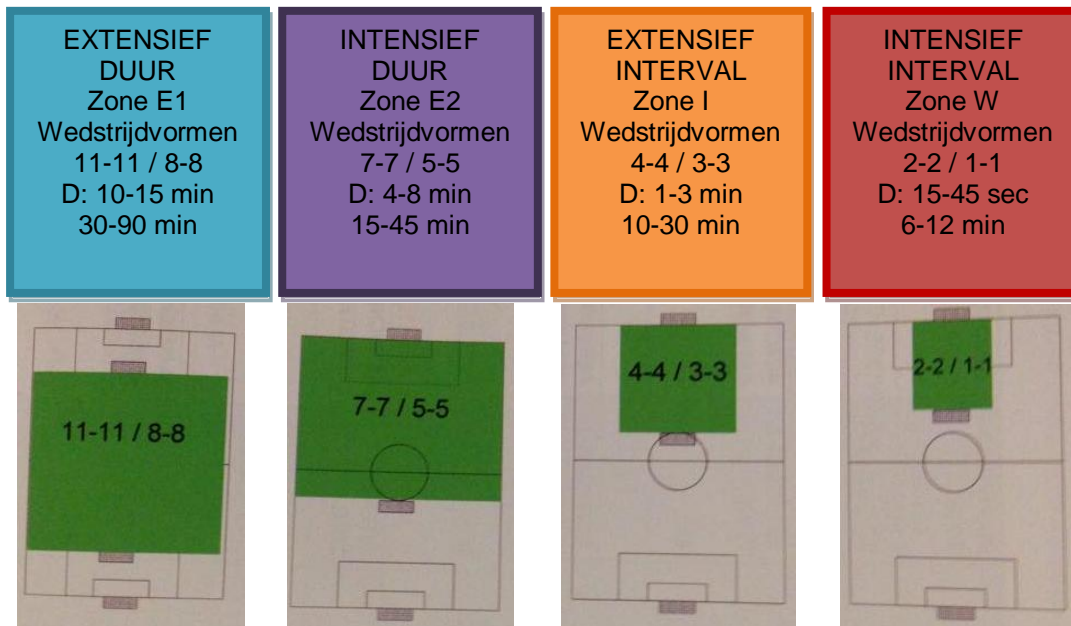 EXTENSIEF
DUUR
Zone E1
Wedstrijdvormen
11-11 / 8-8
D: 10-15 min
30-90 min
INTENSIEF
DUUR
Zone E2
Wedstrijdvormen
7-7 / 5-5
D: 4-8 min
15-45 min
EXTENSIEF
INTERVAL
Zone I
Wedstrijdvormen
4-4 / 3-3
D: 1-3 min
10-30 min
INTENSIEF
INTERVAL
Zone W
Wedstrijdvormen
2-2 / 1-1
D: 15-45 sec
6-12 min
11-11 / 8-8
7-7 / 5-5
4-4 / 3-3
2-2 / 1-1